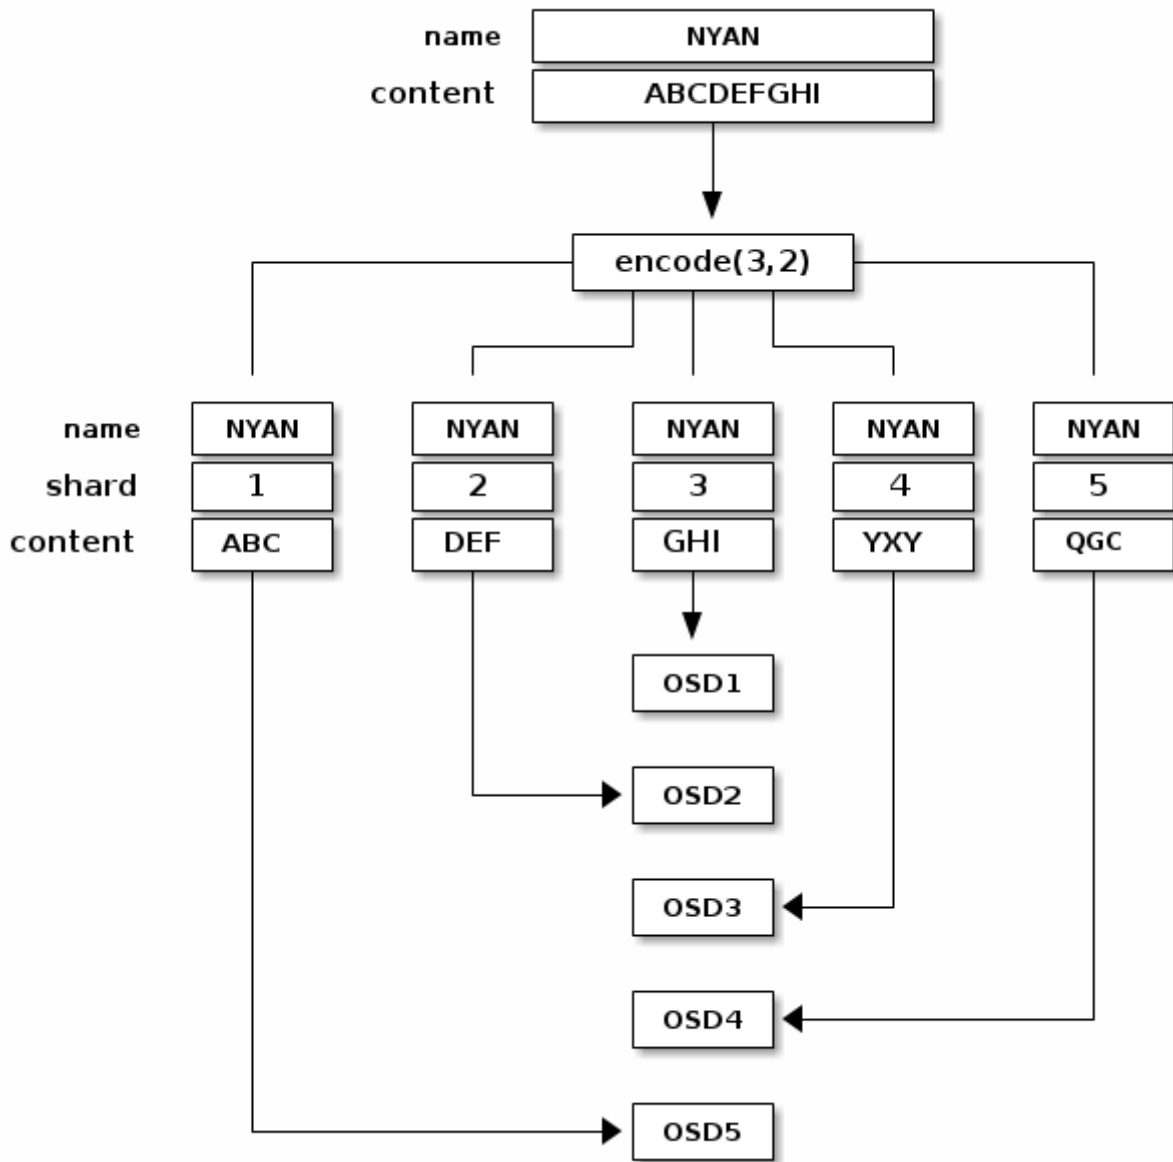 name NYAN
content ABCDEFGHI
encode(3,2)
name NYAN NYAN NYAN NYAN NYAN
shard 1 2 3 4 5
content ABC DEF GHI YXY QGC
OSD1
OSD2
OSD3
OSD4
OSD5